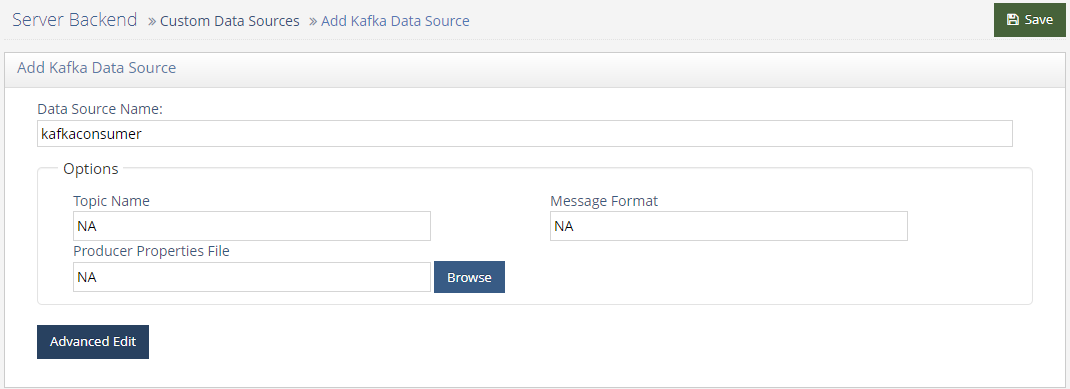 Server Backend » Custom Data Sources » Add Kafka Data Source Save
Add Kafka Data Source
Data Source Name:
kafkaconsumer
Options
Topic Name Message Format
NA NA
Producer Properties File
NA Browse
Advanced Edit